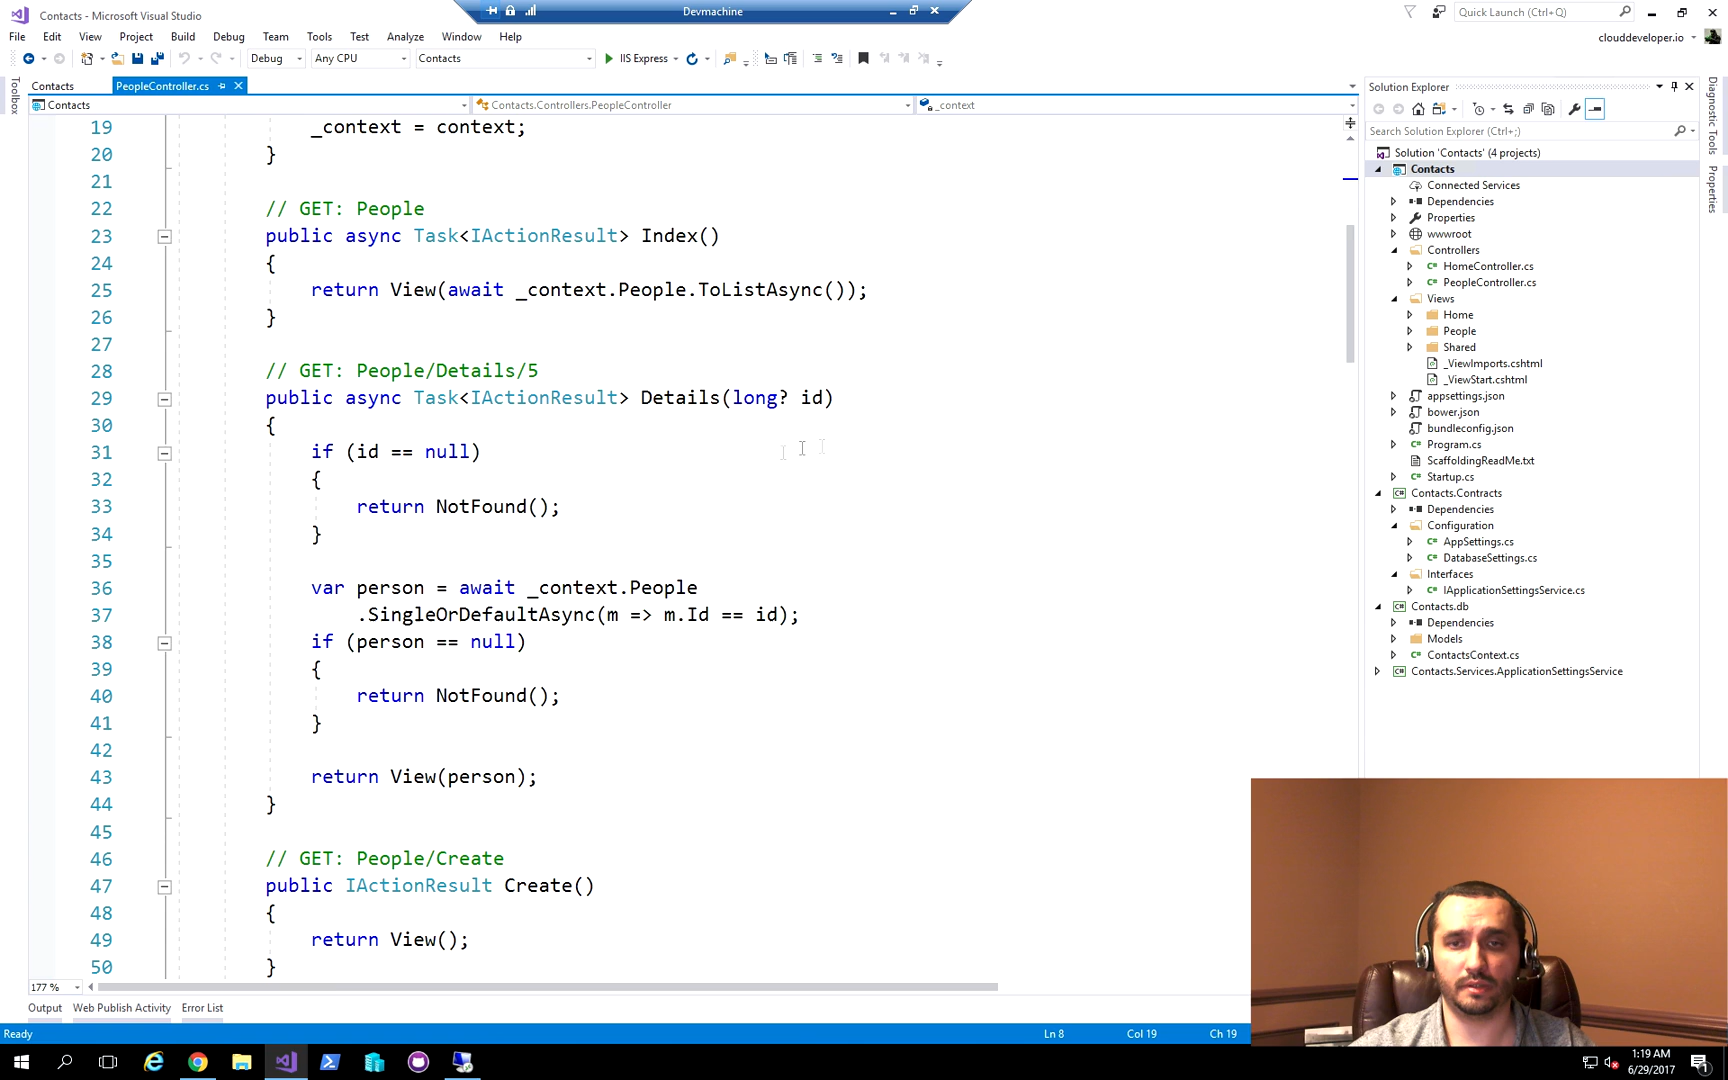 Contacts - Microsoft Visual Studio
Devmachine
Quick Launch (Ctrl+Q)
File Edit View Project Build Debug Team Tools Test Analyze Window Help
clouddeveloper.io
Debug Any CPU Contacts IIS Express
Toolbox
Contacts PeopleController.cs
Contacts Contacts.Controllers.PeopleController _context
19 _context = context;
20 }
21
22 // GET: People
23 public async Task<IActionResult> Index()
24 {
25 return View(await _context.People.ToListAsync());
26 }
27
28 // GET: People/Details/5
29 public async Task<IActionResult> Details(long? id)
30 {
31 if (id == null)
32 {
33 return NotFound();
34 }
35
36 var person = await _context.People
37 .SingleOrDefaultAsync(m => m.Id == id);
38 if (person == null)
39 {
40 return NotFound();
41 }
42
43 return View(person);
44 }
45
46 // GET: People/Create
47 public IActionResult Create()
48 {
49 return View();
50 }
177 %
Output Web Publish Activity Error List
Ready Ln 8 Col 19 Ch 19
Solution Explorer
Search Solution Explorer (Ctrl+;)
Solution 'Contacts' (4 projects)
Contacts
Connected Services
Dependencies
Properties
wwwroot
Controllers
C# HomeController.cs
C# PeopleController.cs
Views
Home
People
Shared
_ViewImports.cshtml
_ViewStart.cshtml
appsettings.json
bower.json
bundleconfig.json
C# Program.cs
ScaffoldingReadMe.txt
C# Startup.cs
C# Contacts.Contracts
Dependencies
Configuration
C# AppSettings.cs
C# DatabaseSettings.cs
Interfaces
C# IApplicationSettingsService.cs
C# Contacts.db
Dependencies
Models
C# ContactsContext.cs
C# Contacts.Services.ApplicationSettingsService
Diagnostic Tools
Properties
1:19 AM
6/29/2017
1